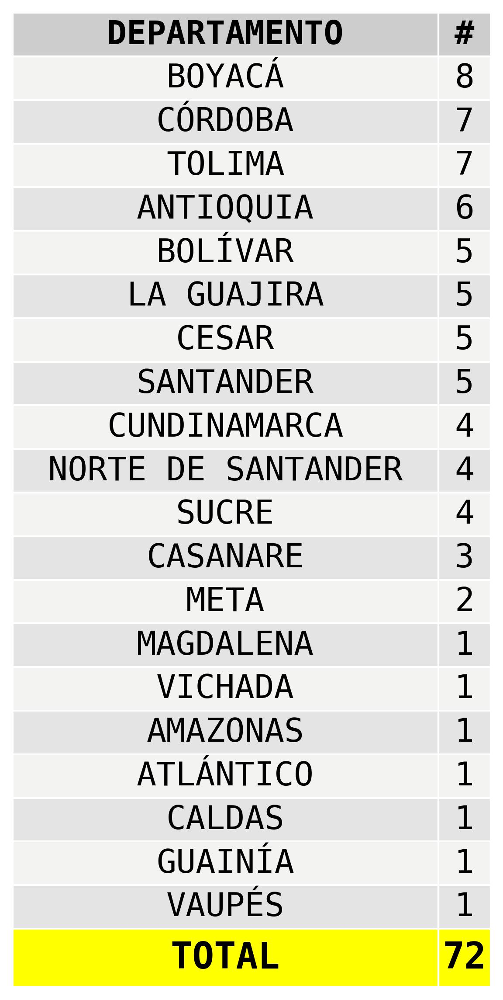 DEPARTAMENTO #
BOYACÁ 8
CÓRDOBA 7
TOLIMA 7
ANTIOQUIA 6
BOLÍVAR 5
LA GUAJIRA 5
CESAR 5
SANTANDER 5
CUNDINAMARCA 4
NORTE DE SANTANDER 4
SUCRE 4
CASANARE 3
META 2
MAGDALENA 1
VICHADA 1
AMAZONAS 1
ATLÁNTICO 1
CALDAS 1
GUAINÍA 1
VAUPÉS 1
TOTAL 72